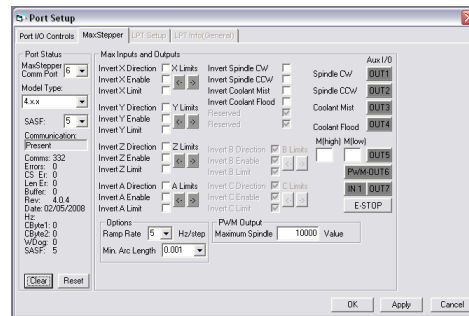 Port Setup
Port I/O Controls MaxStepper LPT Setup LPT Info(General)
Port Status
MaxStepper Comm Port 6
Model Type:
4.x.x
SASF: 5
Communication:
Present
Comms: 332
Errors: 0
CS Er: 0
Len Er: 0
Buffer: 0
Rev: 4.0.4
Date: 02/05/2008
Hz:
CByte1: 0
CByte2: 0
WDog: 0
SASF: 5
Clear Reset
Max Inputs and Outputs
Invert X Direction X Limits
Invert X Enable
Invert X Limit
Invert Y Direction Y Limits
Invert Y Enable
Invert Y Limit
Invert Z Direction Z Limits
Invert Z Enable
Invert Z Limit
Invert A Direction A Limits
Invert A Enable
Invert A Limit
Invert Spindle CW
Invert Spindle CCW
Invert Coolant Mist
Invert Coolant Flood
Reserved
Reserved
Invert B Direction B Limits
Invert B Enable
Invert B Limit
Invert C Direction C Limits
Invert C Enable
Invert C Limit
Aux I/O
Spindle CW OUT1
Spindle CCW OUT2
Coolant Mist OUT3
Coolant Flood OUT4
M(high) M(low)
OUT5
PWM-OUT6
IN 1 OUT7
E-STOP
Options
Ramp Rate 5 Hz/step
Min. Arc Length 0.001
PWM Output
Maximum Spindle 10000 Value
OK Apply Cancel